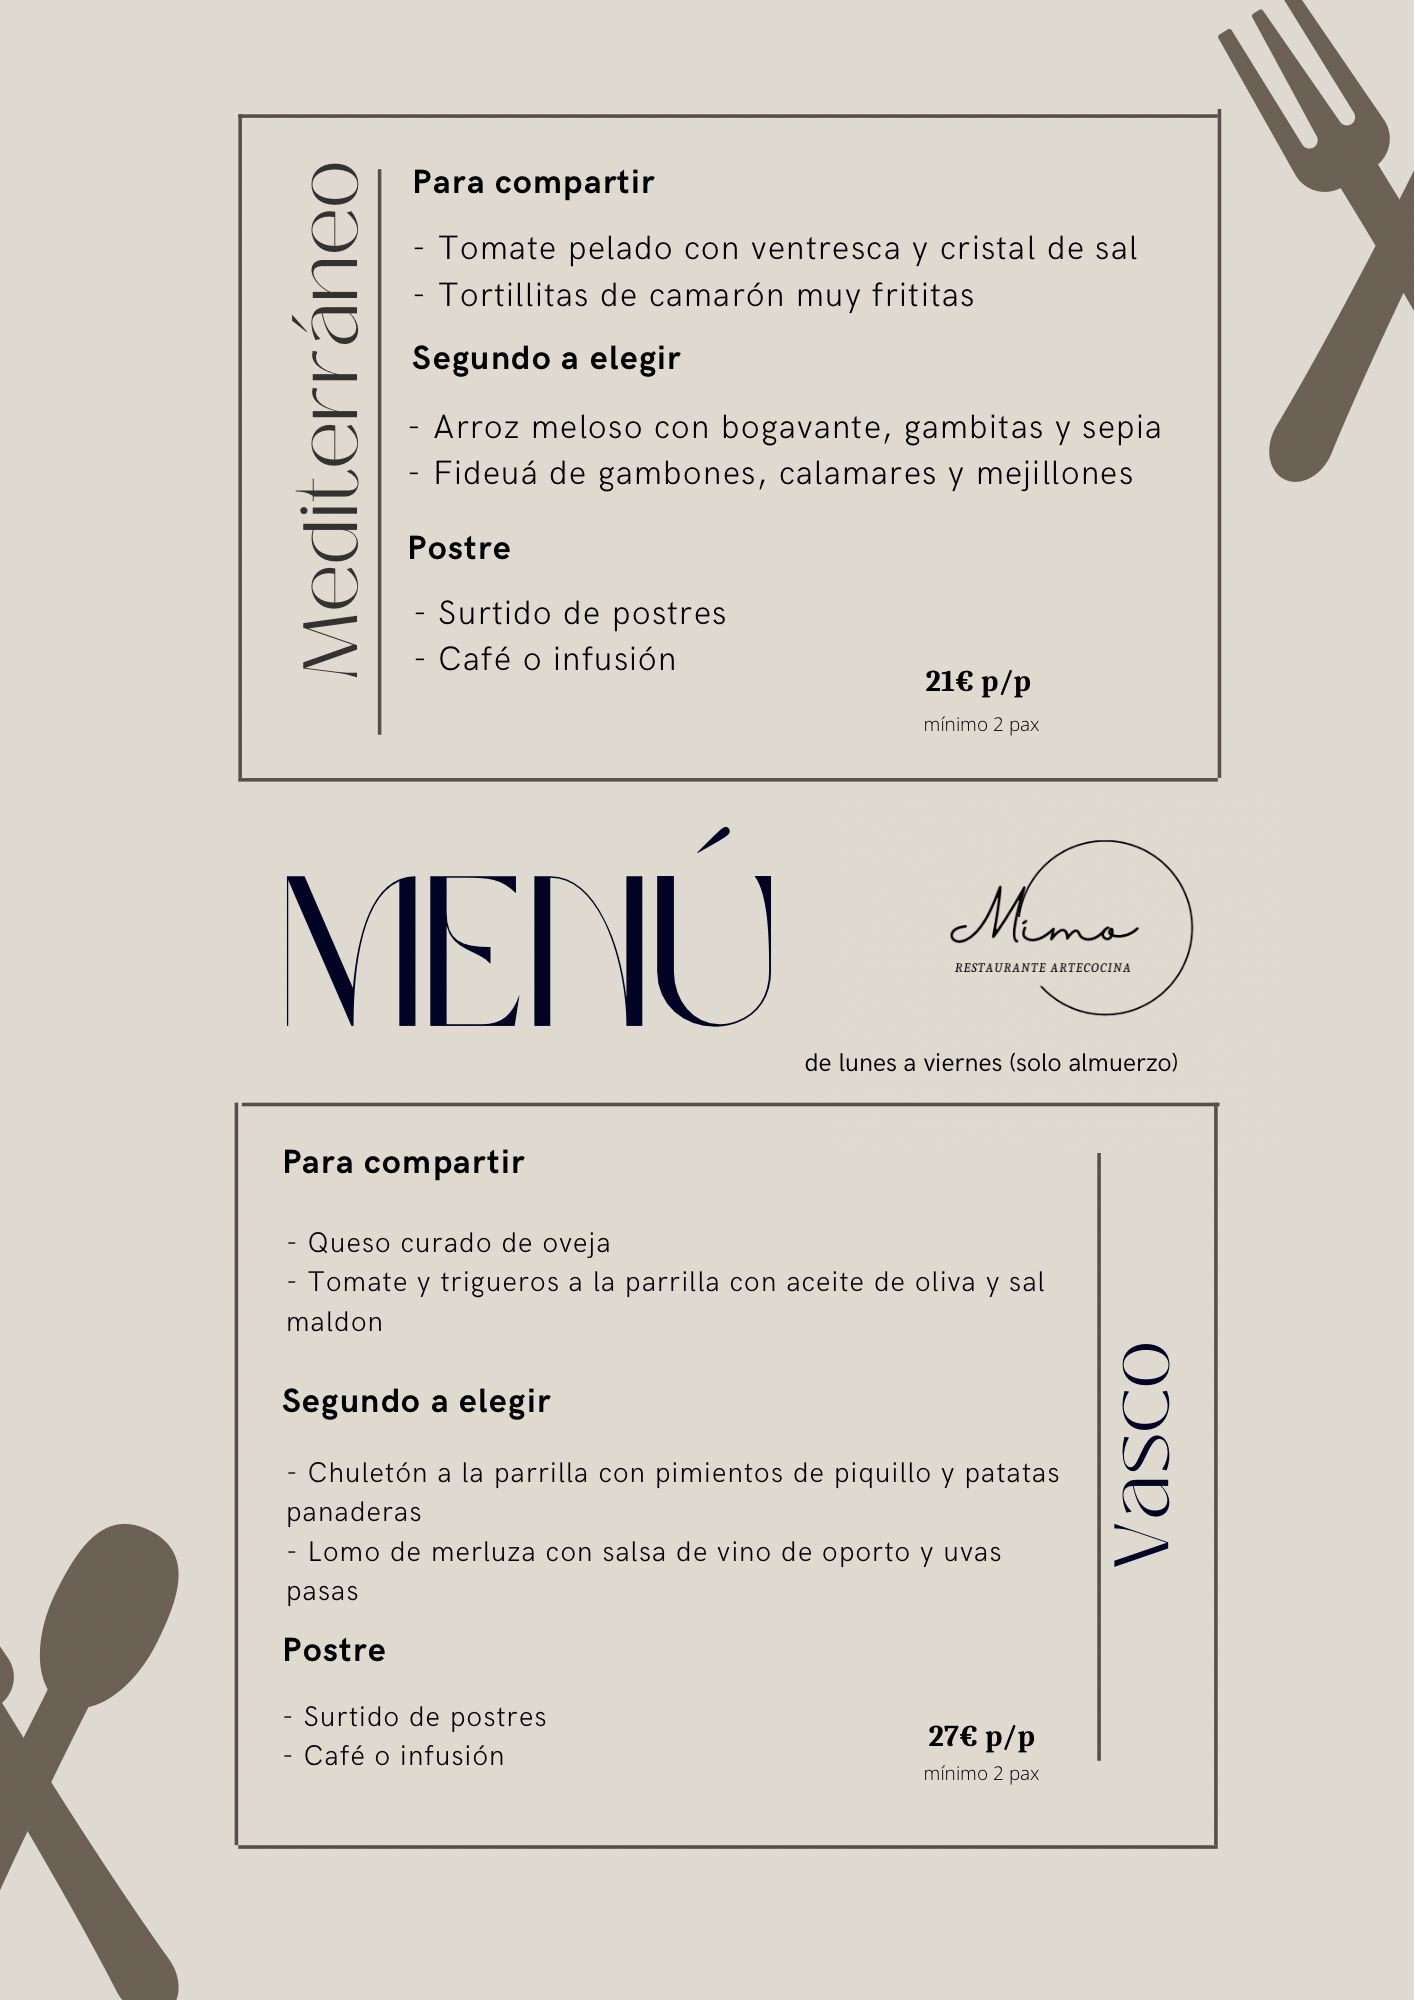 Mediterráneo
Para compartir
- Tomate pelado con ventresca y cristal de sal
- Tortillitas de camarón muy frititas
Segundo a elegir
- Arroz meloso con bogavante, gambitas y sepia
- Fideuá de gambones, calamares y mejillones
Postre
- Surtido de postres
- Café o infusión
21€ p/p
mínimo 2 pax
MENÚ
Mimo
RESTAURANTE ARTECOCINA
de lunes a viernes (solo almuerzo)
Para compartir
- Queso curado de oveja
- Tomate y trigueros a la parrilla con aceite de oliva y sal
maldon
Segundo a elegir
- Chuletón a la parrilla con pimientos de piquillo y patatas
panaderas
- Lomo de merluza con salsa de vino de oporto y uvas
pasas
Postre
- Surtido de postres
- Café o infusión
27€ p/p
mínimo 2 pax
Vasco